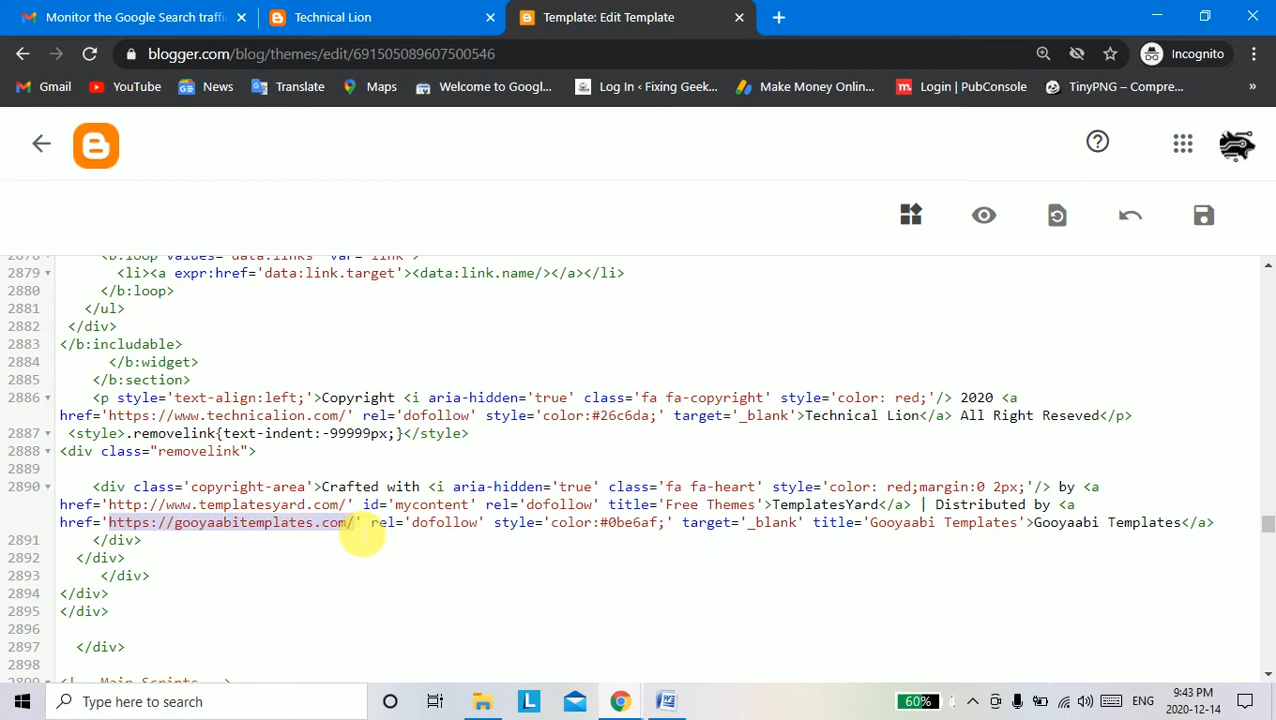 Monitor the Google Search traffi
Technical Lion
Template: Edit Template
blogger.com/blog/themes/edit/691505089607500546
Incognito
Gmail
YouTube
News
Translate
Maps
Welcome to Googl...
Log In ‹ Fixing Geek...
Make Money Onlin...
Login | PubConsole
TinyPNG – Compre...
»
2878 <b:loop values='data:links' var='link'>
2879 <li><a expr:href='data:link.target'><data:link.name/></a></li>
2880 </b:loop>
2881 </ul>
2882 </div>
2883 </b:includable>
2884 </b:widget>
2885 </b:section>
2886 <p style='text-align:left;'>Copyright <i aria-hidden='true' class='fa fa-copyright' style='color: red;'/> 2020 <a
href='https://www.technicalion.com/' rel='dofollow' style='color:#26c6da;' target='_blank'>Technical Lion</a> All Right Reseved</p>
2887 <style>.removelink{text-indent:-99999px;}</style>
2888 <div class="removelink">
2889
2890 <div class='copyright-area'>Crafted with <i aria-hidden='true' class='fa fa-heart' style='color: red;margin:0 2px;'/> by <a
href='http://www.templatesyard.com/' id='mycontent' rel='dofollow' title='Free Themes'>TemplatesYard</a> | Distributed by <a
href='https://gooyaabitemplates.com/' rel='dofollow' style='color:#0be6af;' target='_blank' title='Gooyaabi Templates'>Gooyaabi Templates</a>
2891 </div>
2892 </div>
2893 </div>
2894 </div>
2895 </div>
2896
2897 </div>
2898
<!-- Main Scripts -->
Type here to search
60%
9:43 PM
2020-12-14